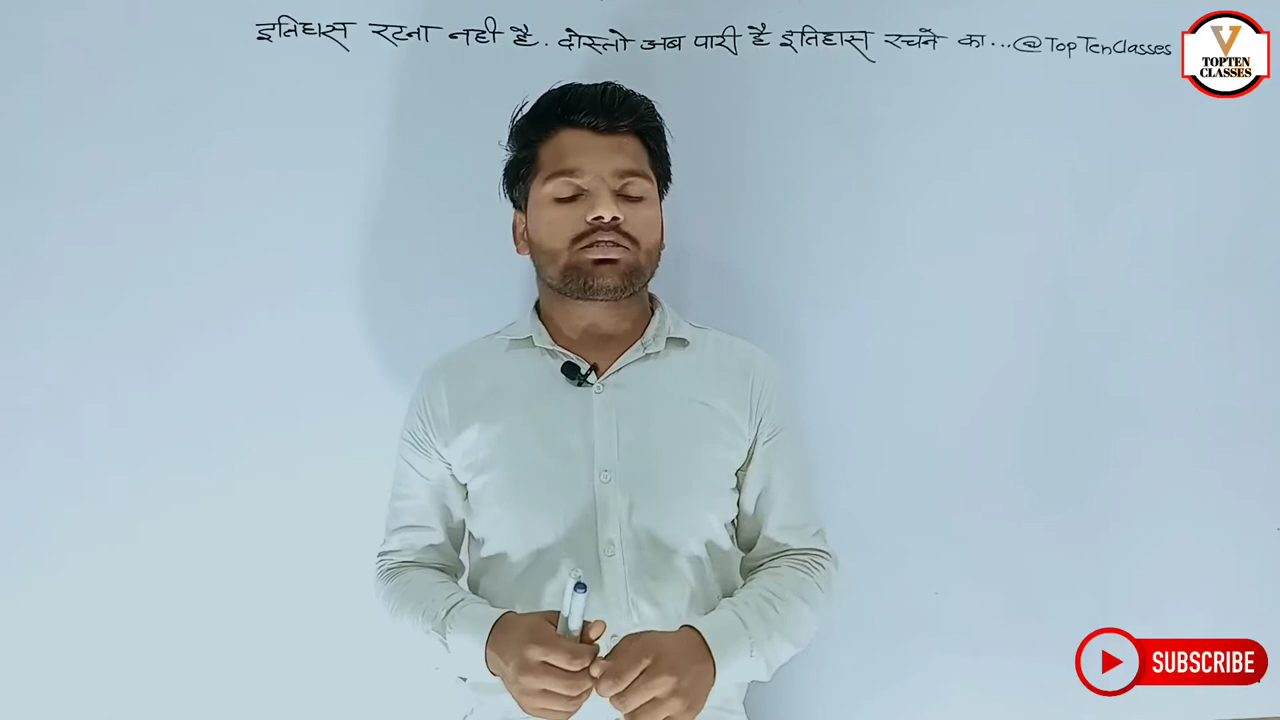 इतिहास रटना नही है. दोस्तो अब पारी है इतिहास रचने का...@TopTenClasses
V
TOPTEN
CLASSES
SUBSCRIBE